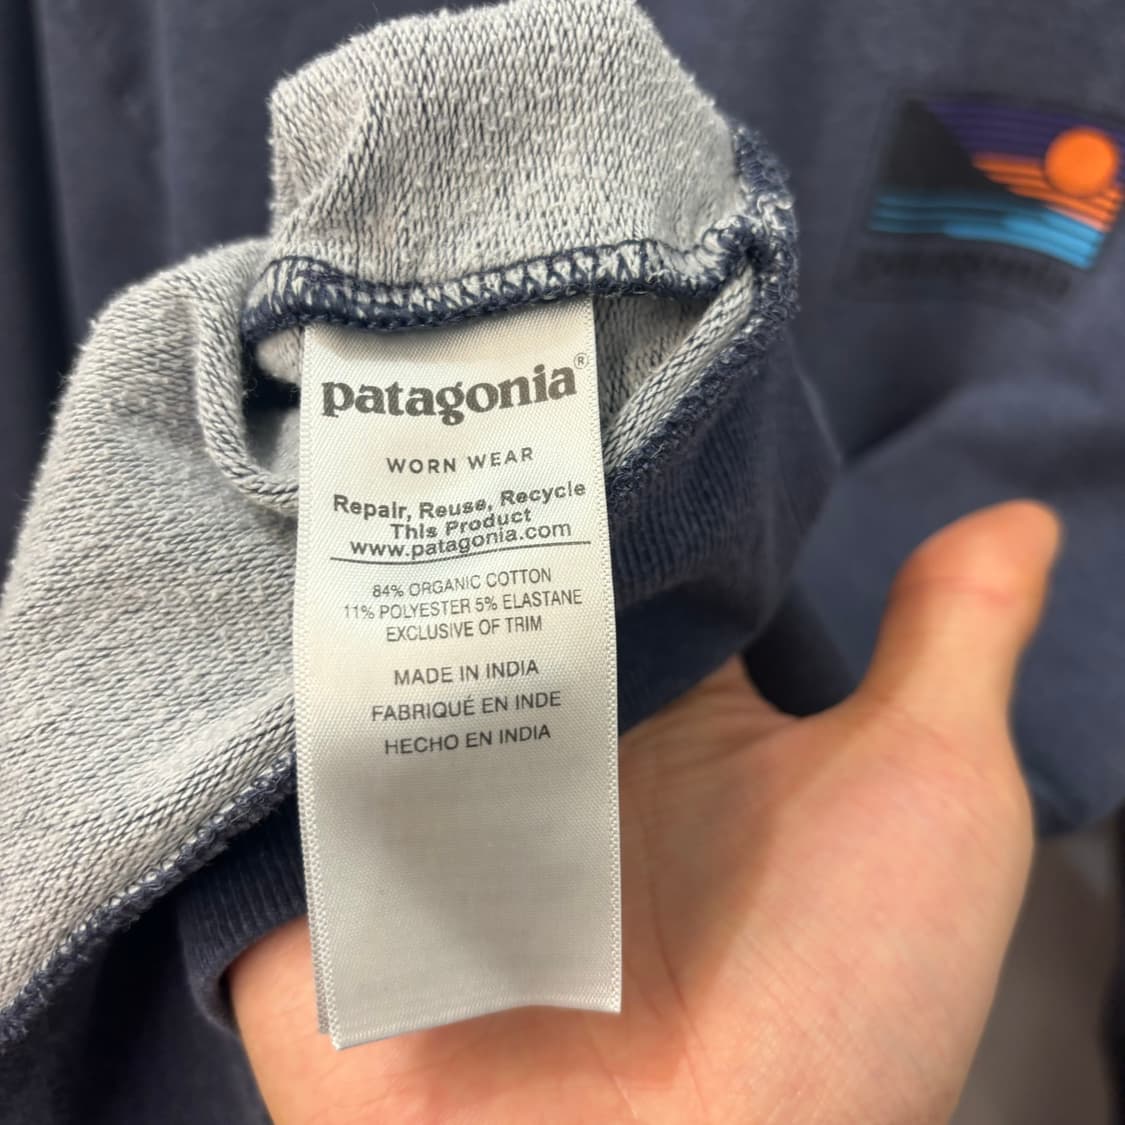 patagonia®
WORN WEAR
Repair, Reuse, Recycle
This Product
www.patagonia.com
84% ORGANIC COTTON
11% POLYESTER 5% ELASTANE
EXCLUSIVE OF TRIM
MADE IN INDIA
FABRIQUÉ EN INDE
HECHO EN INDIA